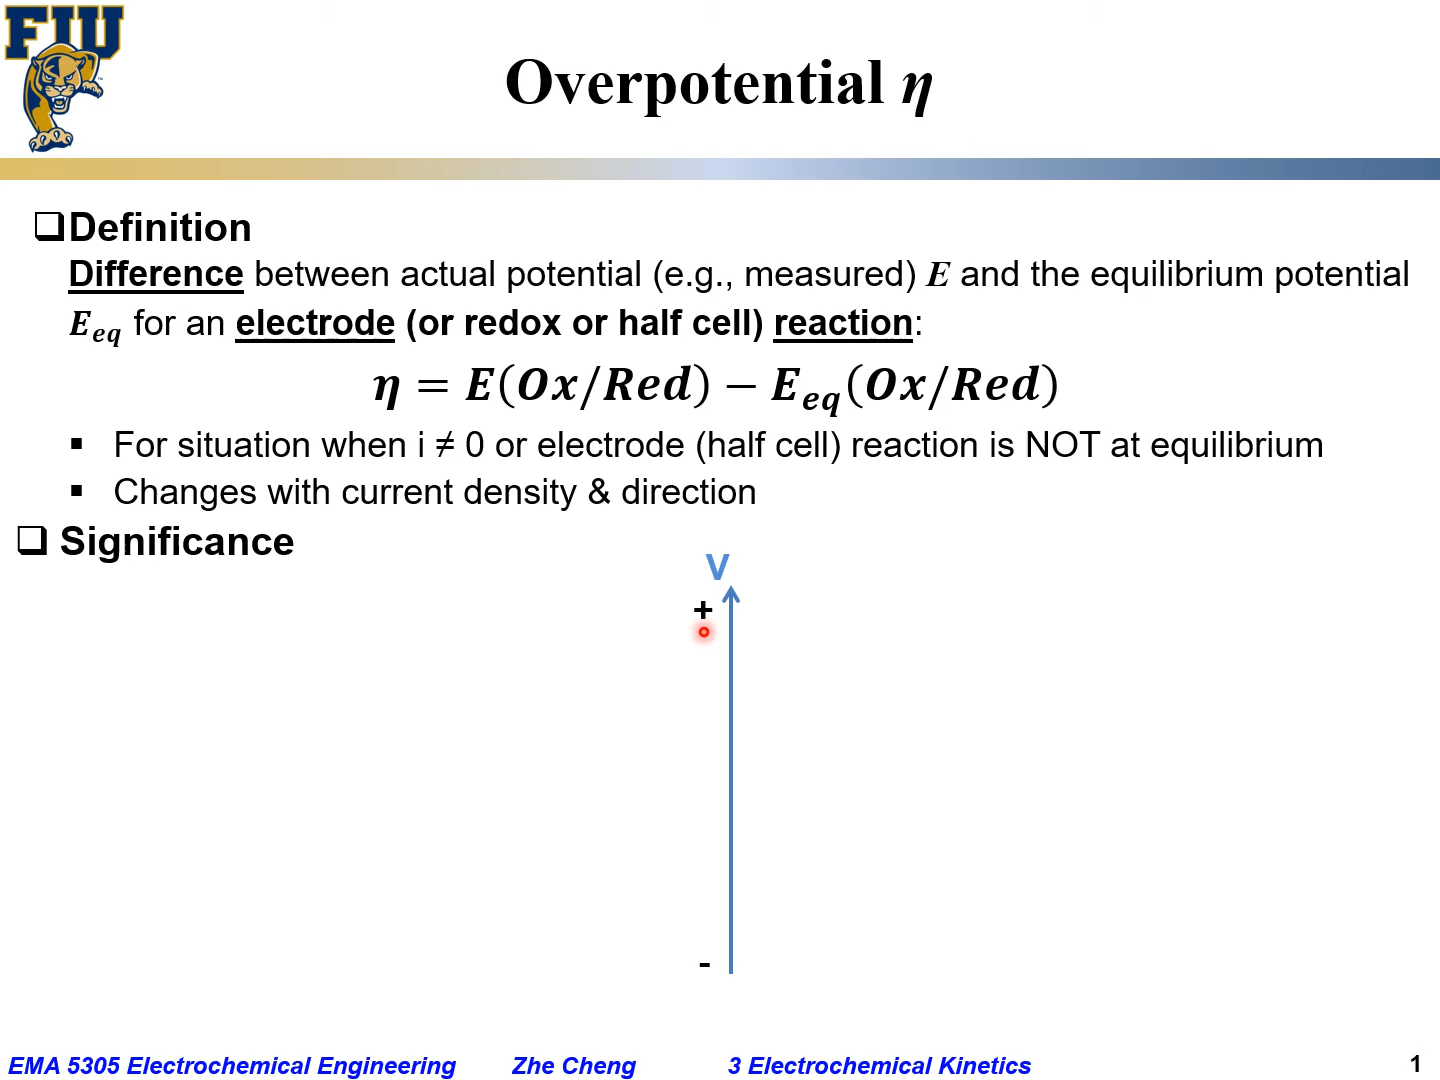 FIU
Overpotential η
❑Definition
Difference between actual potential (e.g., measured) E and the equilibrium potential
E_eq for an electrode (or redox or half cell) reaction:
η = E(Ox/Red) − E_eq(Ox/Red)
▪ For situation when i ≠ 0 or electrode (half cell) reaction is NOT at equilibrium
▪ Changes with current density & direction
❑ Significance
V
+
-
EMA 5305 Electrochemical Engineering Zhe Cheng 3 Electrochemical Kinetics 1